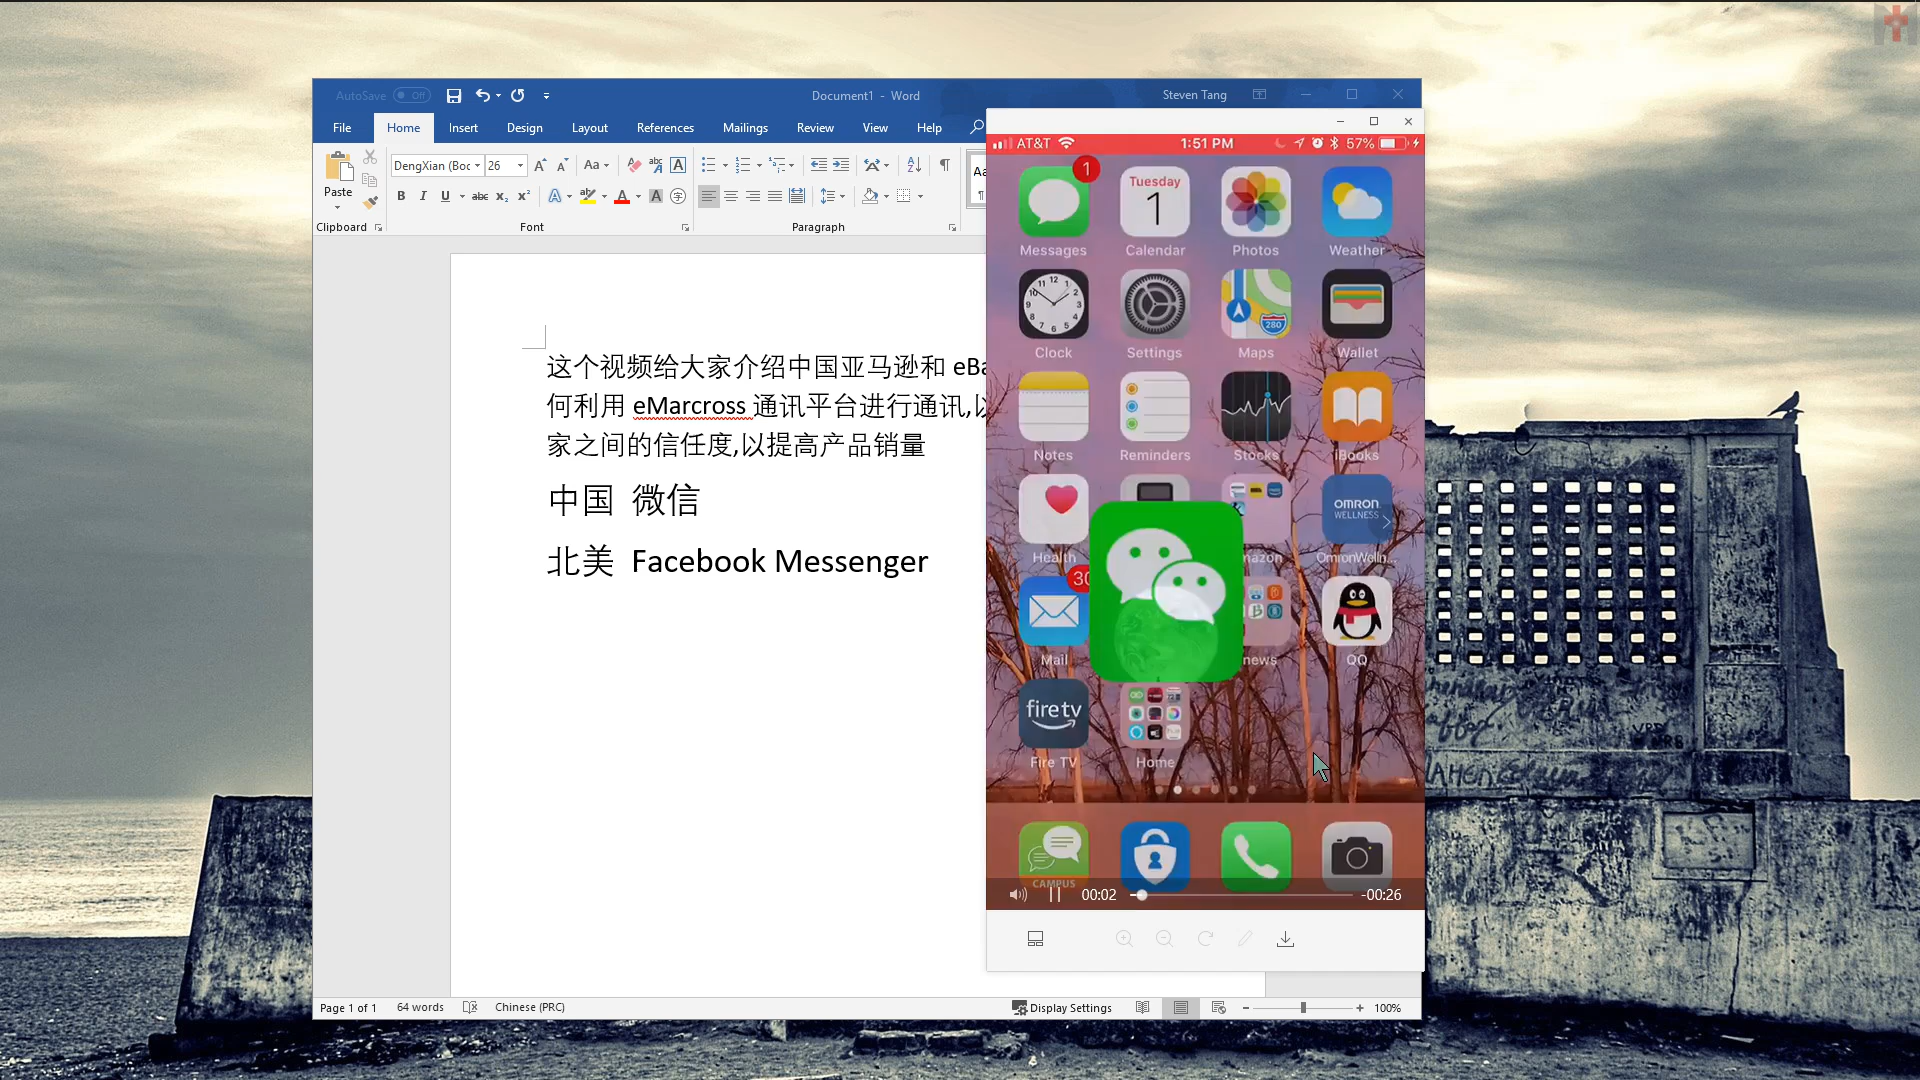 AutoSave Off
Document1 - Word
Steven Tang
File Home Insert Design Layout References Mailings Review View Help
DengXian (Boc 26
Paste
Clipboard Font Paragraph
这个视频给大家介绍中国亚马逊和 eBa
何利用 eMarcross 通讯平台进行通讯,以
家之间的信任度,以提高产品销量
中国 微信
北美 Facebook Messenger
Page 1 of 1 64 words Chinese (PRC) Display Settings 100%
AT&T 1:51 PM 57%
1
Tuesday
1
Messages Calendar Photos Weather
280
Clock Settings Maps Wallet
Notes Reminders Stocks iBooks
OMRON
WELLNESS
Health mazon OmronWelln...
30
Mail news QQ
firetv
Fire TV Home
CAMPUS
00:02 -00:26